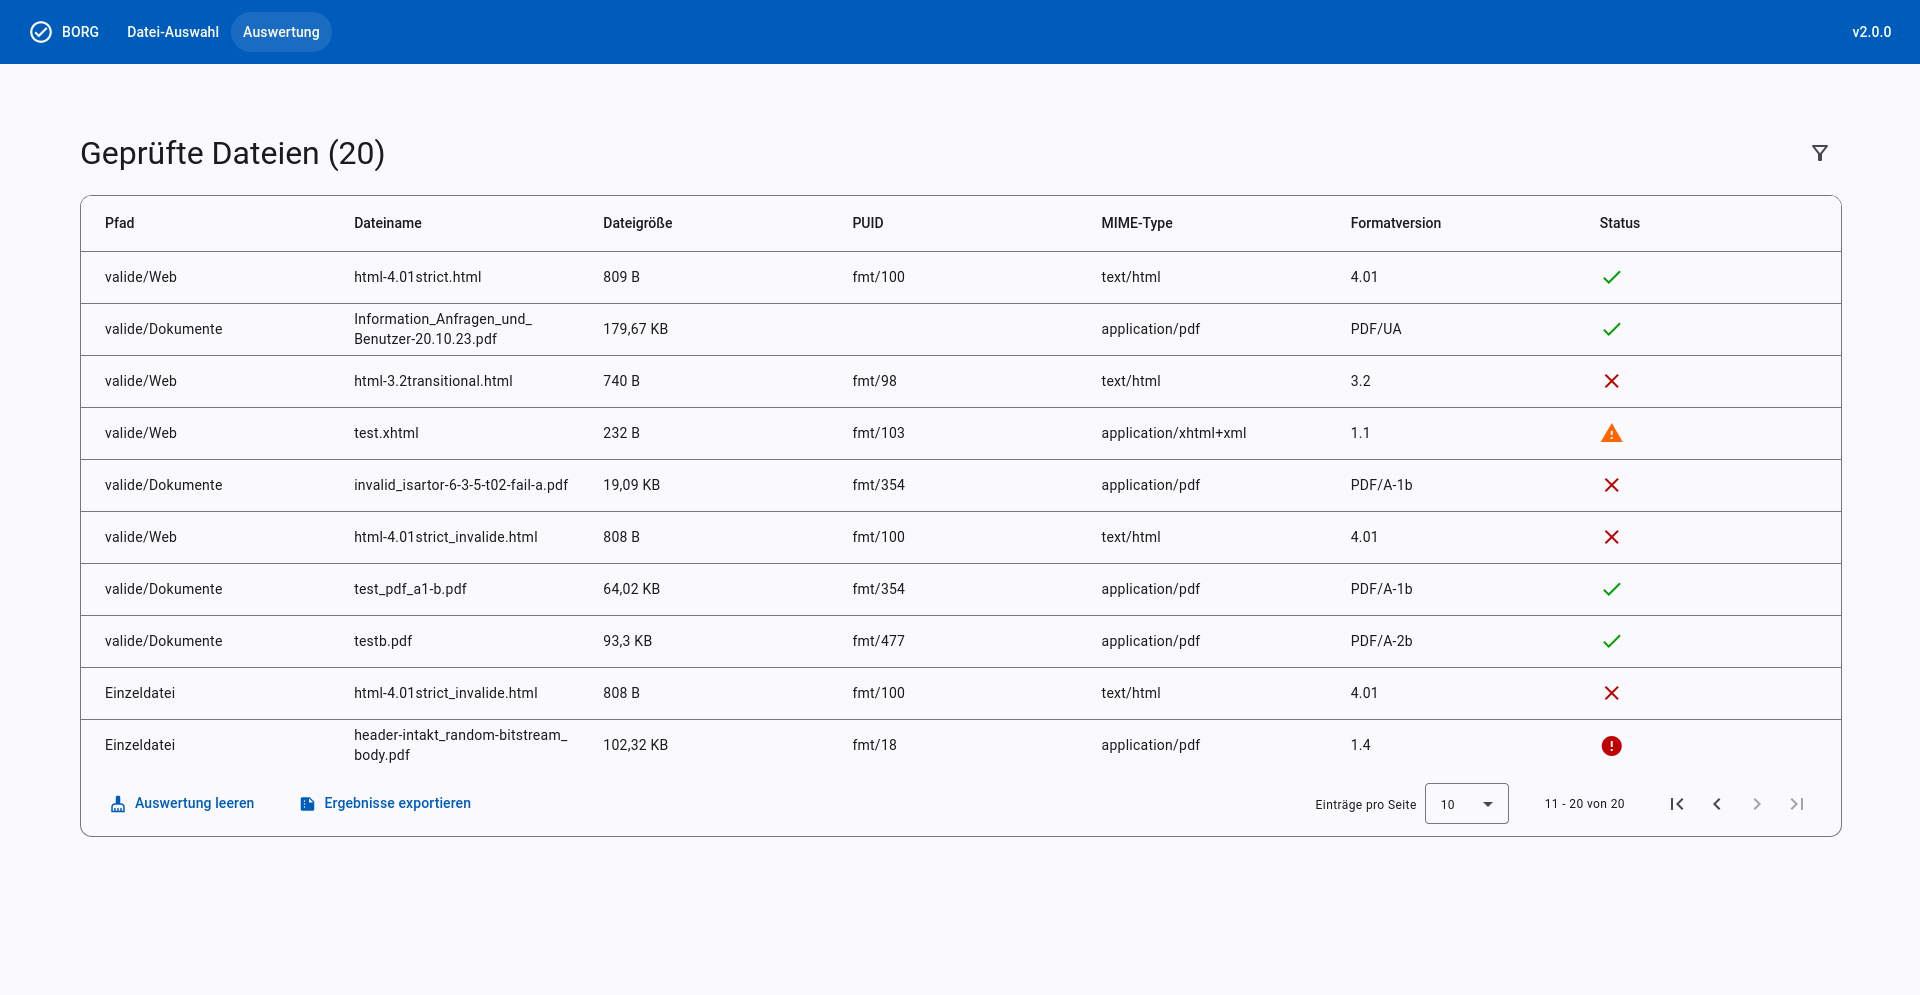 BORG Datei-Auswahl Auswertung v2.0.0
Geprüfte Dateien (20)
Pfad Dateiname Dateigröße PUID MIME-Type Formatversion Status
valide/Web html-4.01strict.html 809 B fmt/100 text/html 4.01
valide/Dokumente Information_Anfragen_und_
Benutzer-20.10.23.pdf 179,67 KB application/pdf PDF/UA
valide/Web html-3.2transitional.html 740 B fmt/98 text/html 3.2
valide/Web test.xhtml 232 B fmt/103 application/xhtml+xml 1.1
valide/Dokumente invalid_isartor-6-3-5-t02-fail-a.pdf 19,09 KB fmt/354 application/pdf PDF/A-1b
valide/Web html-4.01strict_invalide.html 808 B fmt/100 text/html 4.01
valide/Dokumente test_pdf_a1-b.pdf 64,02 KB fmt/354 application/pdf PDF/A-1b
valide/Dokumente testb.pdf 93,3 KB fmt/477 application/pdf PDF/A-2b
Einzeldatei html-4.01strict_invalide.html 808 B fmt/100 text/html 4.01
Einzeldatei header-intakt_random-bitstream_
body.pdf 102,32 KB fmt/18 application/pdf 1.4
Auswertung leeren Ergebnisse exportieren Einträge pro Seite 10 11 - 20 von 20